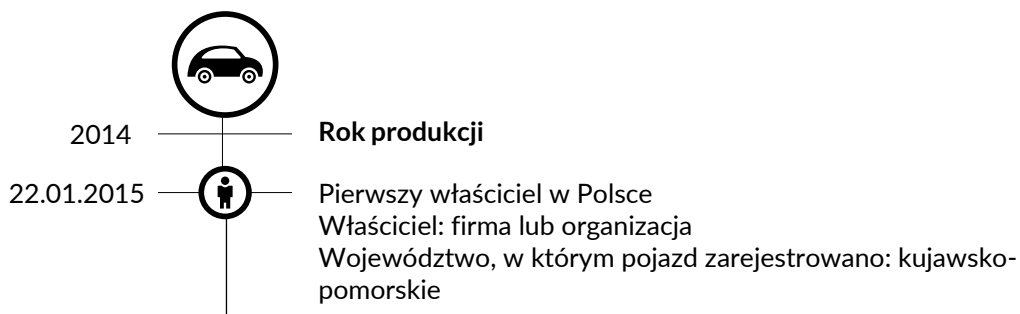 2014 Rok produkcji
22.01.2015 Pierwszy właściciel w Polsce
Właściciel: firma lub organizacja
Województwo, w którym pojazd zarejestrowano: kujawsko-
pomorskie